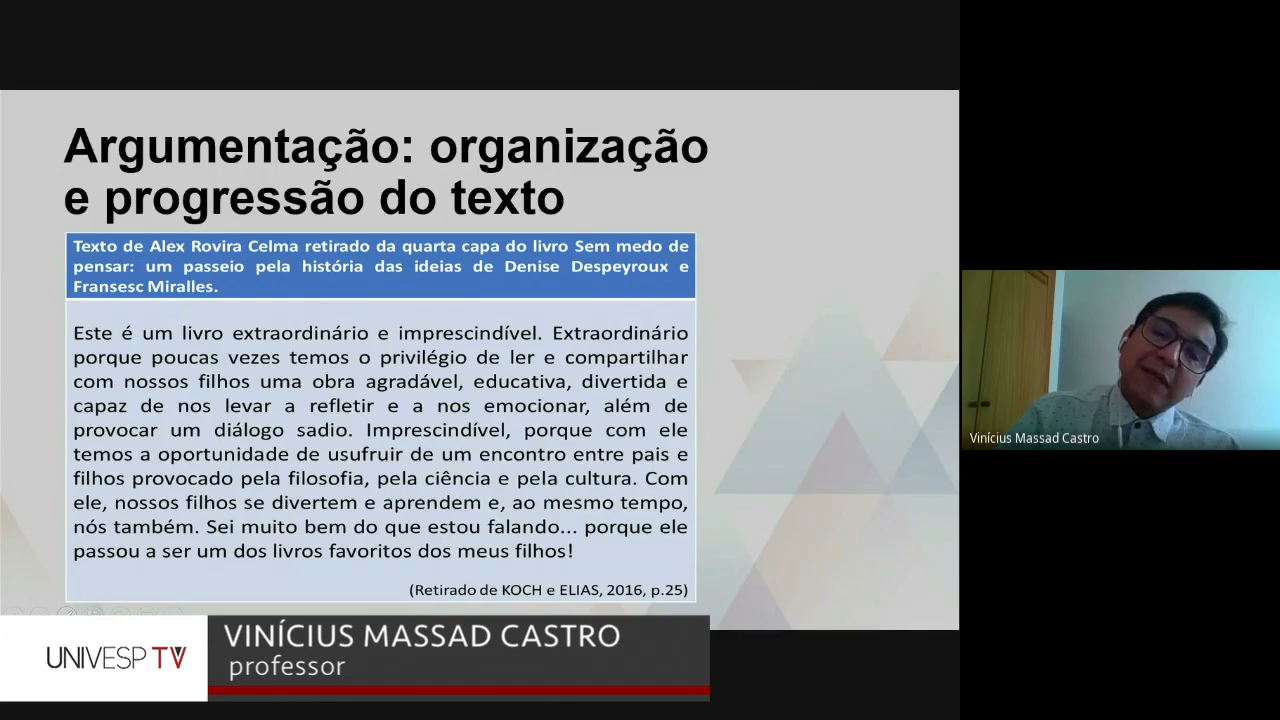 Argumentação: organização
e progressão do texto
Texto de Alex Rovira Celma retirado da quarta capa do livro Sem medo de
pensar: um passeio pela história das ideias de Denise Despeyroux e
Fransesc Miralles.
Este é um livro extraordinário e imprescindível. Extraordinário
porque poucas vezes temos o privilégio de ler e compartilhar
com nossos filhos uma obra agradável, educativa, divertida e
capaz de nos levar a refletir e a nos emocionar, além de
provocar um diálogo sadio. Imprescindível, porque com ele
temos a oportunidade de usufruir de um encontro entre pais e
filhos provocado pela filosofia, pela ciência e pela cultura. Com
ele, nossos filhos se divertem e aprendem e, ao mesmo tempo,
nós também. Sei muito bem do que estou falando... porque ele
passou a ser um dos livros favoritos dos meus filhos!
(Retirado de KOCH e ELIAS, 2016, p.25)
Vinícius Massad Castro
UNIVESP TV
VINÍCIUS MASSAD CASTRO
professor